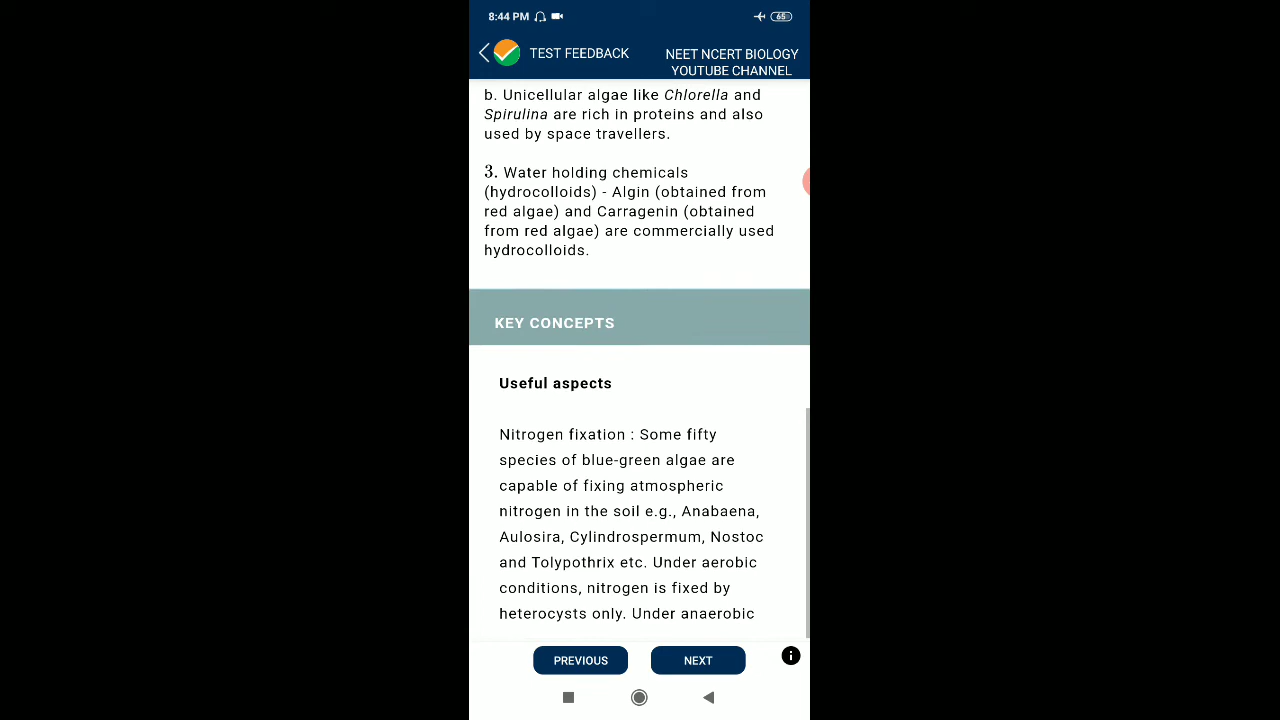 8:44 PM
65
TEST FEEDBACK
NEET NCERT BIOLOGY
YOUTUBE CHANNEL
b. Unicellular algae like Chlorella and
Spirulina are rich in proteins and also
used by space travellers.
3. Water holding chemicals
(hydrocolloids) - Algin (obtained from
red algae) and Carragenin (obtained
from red algae) are commercially used
hydrocolloids.
KEY CONCEPTS
Useful aspects
Nitrogen fixation : Some fifty
species of blue-green algae are
capable of fixing atmospheric
nitrogen in the soil e.g., Anabaena,
Aulosira, Cylindrospermum, Nostoc
and Tolypothrix etc. Under aerobic
conditions, nitrogen is fixed by
heterocysts only. Under anaerobic
PREVIOUS
NEXT